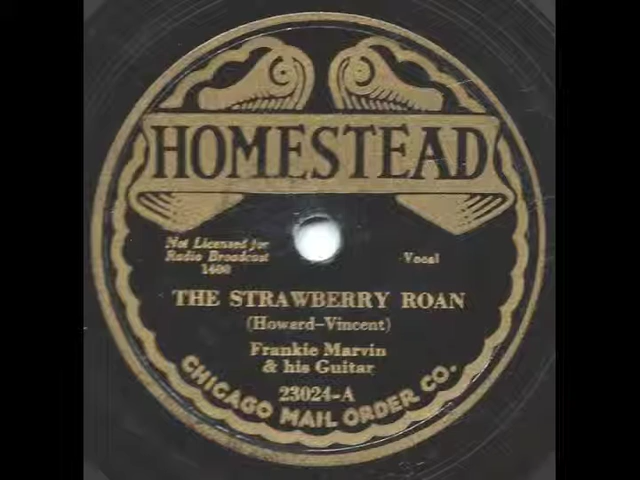 HOMESTEAD
Not Licensed for
Radio Broadcast
1400
Vocal
THE STRAWBERRY ROAN
(Howard-Vincent)
Frankie Marvin
& his Guitar
23024-A
CHICAGO MAIL ORDER CO.